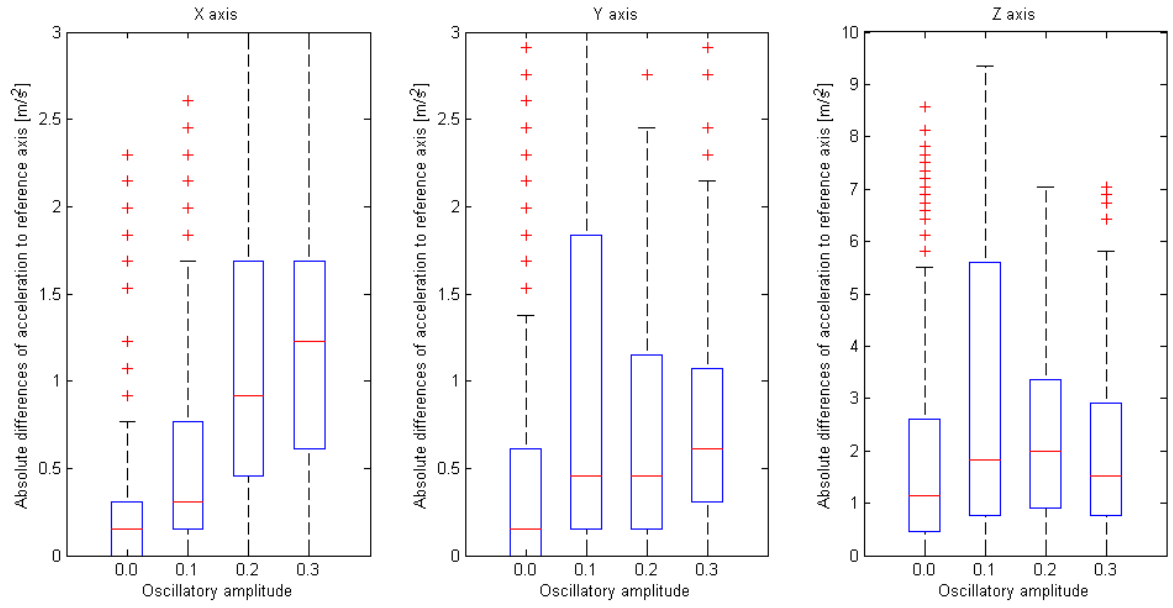 X axis
Absolute differences of acceleration to reference axis [m/s²]
3
2.5
2
1.5
1
0.5
0
0.0 0.1 0.2 0.3
Oscillatory amplitude
Y axis
Absolute differences of acceleration to reference axis [m/s²]
3
2.5
2
1.5
1
0.5
0
0.0 0.1 0.2 0.3
Oscillatory amplitude
Z axis
Absolute differences of acceleration to reference axis [m/s²]
10
9
8
7
6
5
4
3
2
1
0
0.0 0.1 0.2 0.3
Oscillatory amplitude